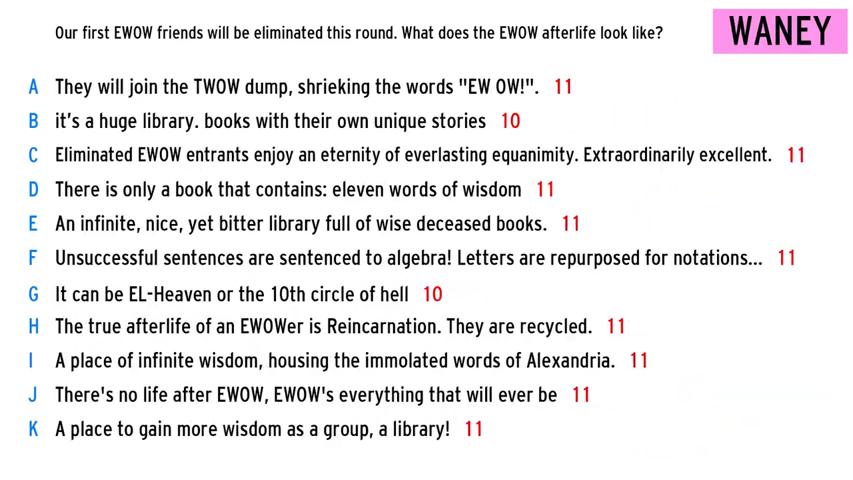 Our first EWOW friends will be eliminated this round. What does the EWOW afterlife look like?
WANEY
A They will join the TWOW dump, shrieking the words "EW OW!". 11
B it's a huge library. books with their own unique stories 10
C Eliminated EWOW entrants enjoy an eternity of everlasting equanimity. Extraordinarily excellent. 11
D There is only a book that contains: eleven words of wisdom 11
E An infinite, nice, yet bitter library full of wise deceased books. 11
F Unsuccessful sentences are sentenced to algebra! Letters are repurposed for notations... 11
G It can be EL-Heaven or the 10th circle of hell 10
H The true afterlife of an EWOWer is Reincarnation. They are recycled. 11
I A place of infinite wisdom, housing the immolated words of Alexandria. 11
J There's no life after EWOW, EWOW's everything that will ever be 11
K A place to gain more wisdom as a group, a library! 11